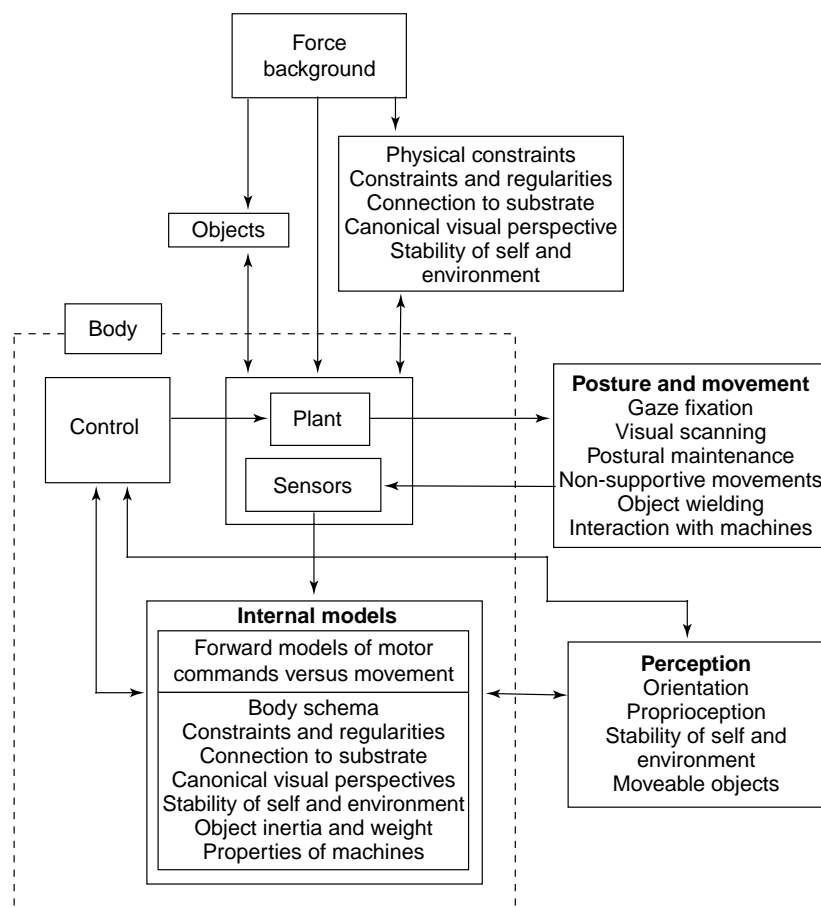 Force
background
Physical constraints
Constraints and regularities
Connection to substrate
Canonical visual perspective
Stability of self and
environment
Objects
Body
Control
Plant
Sensors
Posture and movement
Gaze fixation
Visual scanning
Postural maintenance
Non-supportive movements
Object wielding
Interaction with machines
Internal models
Forward models of motor
commands versus movement
Body schema
Constraints and regularities
Connection to substrate
Canonical visual perspectives
Stability of self and environment
Object inertia and weight
Properties of machines
Perception
Orientation
Proprioception
Stability of self and
environment
Moveable objects